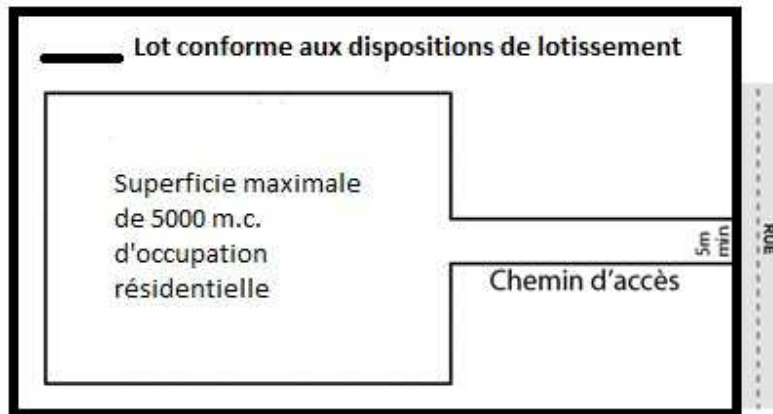 Lot conforme aux dispositions de lotissement
Superficie maximale
de 5000 m.c.
d'occupation
résidentielle
5m
min
Chemin d'accès
RUE